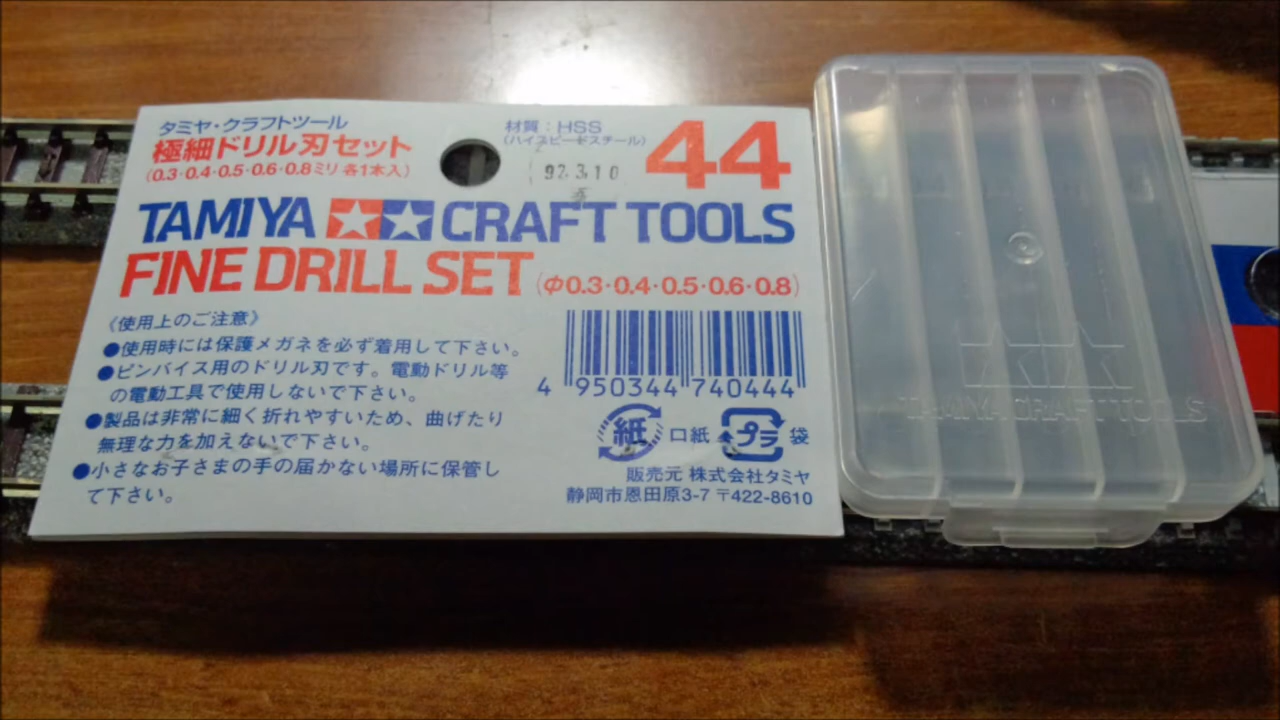 タミヤ・クラフトツール
極細ドリル刃セット
(0.3・0.4・0.5・0.6・0.8ミリ 各1本入)
材質：HSS
(ハイスピードスチール)
44
TAMIYA CRAFT TOOLS
FINE DRILL SET (Φ0.3・0.4・0.5・0.6・0.8)
《使用上のご注意》
●使用時には保護メガネを必ず着用して下さい。
●ピンバイス用のドリル刃です。電動ドリル等
の電動工具で使用しないで下さい。
●製品は非常に細く折れやすいため、曲げたり
無理な力を加えないで下さい。
●小さなお子さまの手の届かない場所に保管し
て下さい。
4 950344 740444
紙 口紙 プラ 袋
販売元 株式会社タミヤ
静岡市恩田原3-7 〒422-8610
TAMIYA CRAFT TOOLS